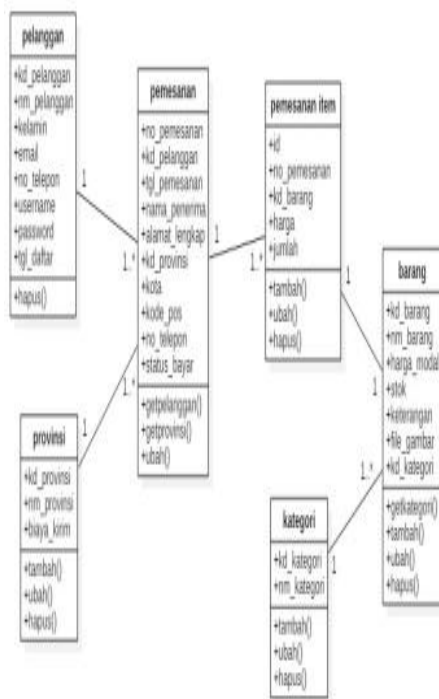 pelanggan
+kd_pelanggan
+nm_pelanggan
+kelamin
+email
+no_telepon
+username
+password
+tgl_daftar
+hapus()
1
1..*
pemesanan
+no_pemesanan
+kd_pelanggan
+tgl_pemesanan
+nama_penerima
+alamat_lengkap
+kd_provinsi
+kota
+kode_pos
+no_telepon
+status_bayar
+getpelanggan()
+getprovinsi()
+ubah()
1
1..*
pemesanan item
+id
+no_pemesanan
+kd_barang
+harga
+jumlah
+tambah()
+ubah()
+hapus()
1
1
barang
+kd_barang
+nm_barang
+harga_modal
+stok
+keterangan
+file_gambar
+kd_kategori
+getkategori()
+tambah()
+ubah()
+hapus()
1..*
1
provinsi
+kd_provinsi
+nm_provinsi
+biaya_kirim
+tambah()
+ubah()
+hapus()
1
1..*
kategori
+kd_kategori
+nm_kategori
+tambah()
+ubah()
+hapus()